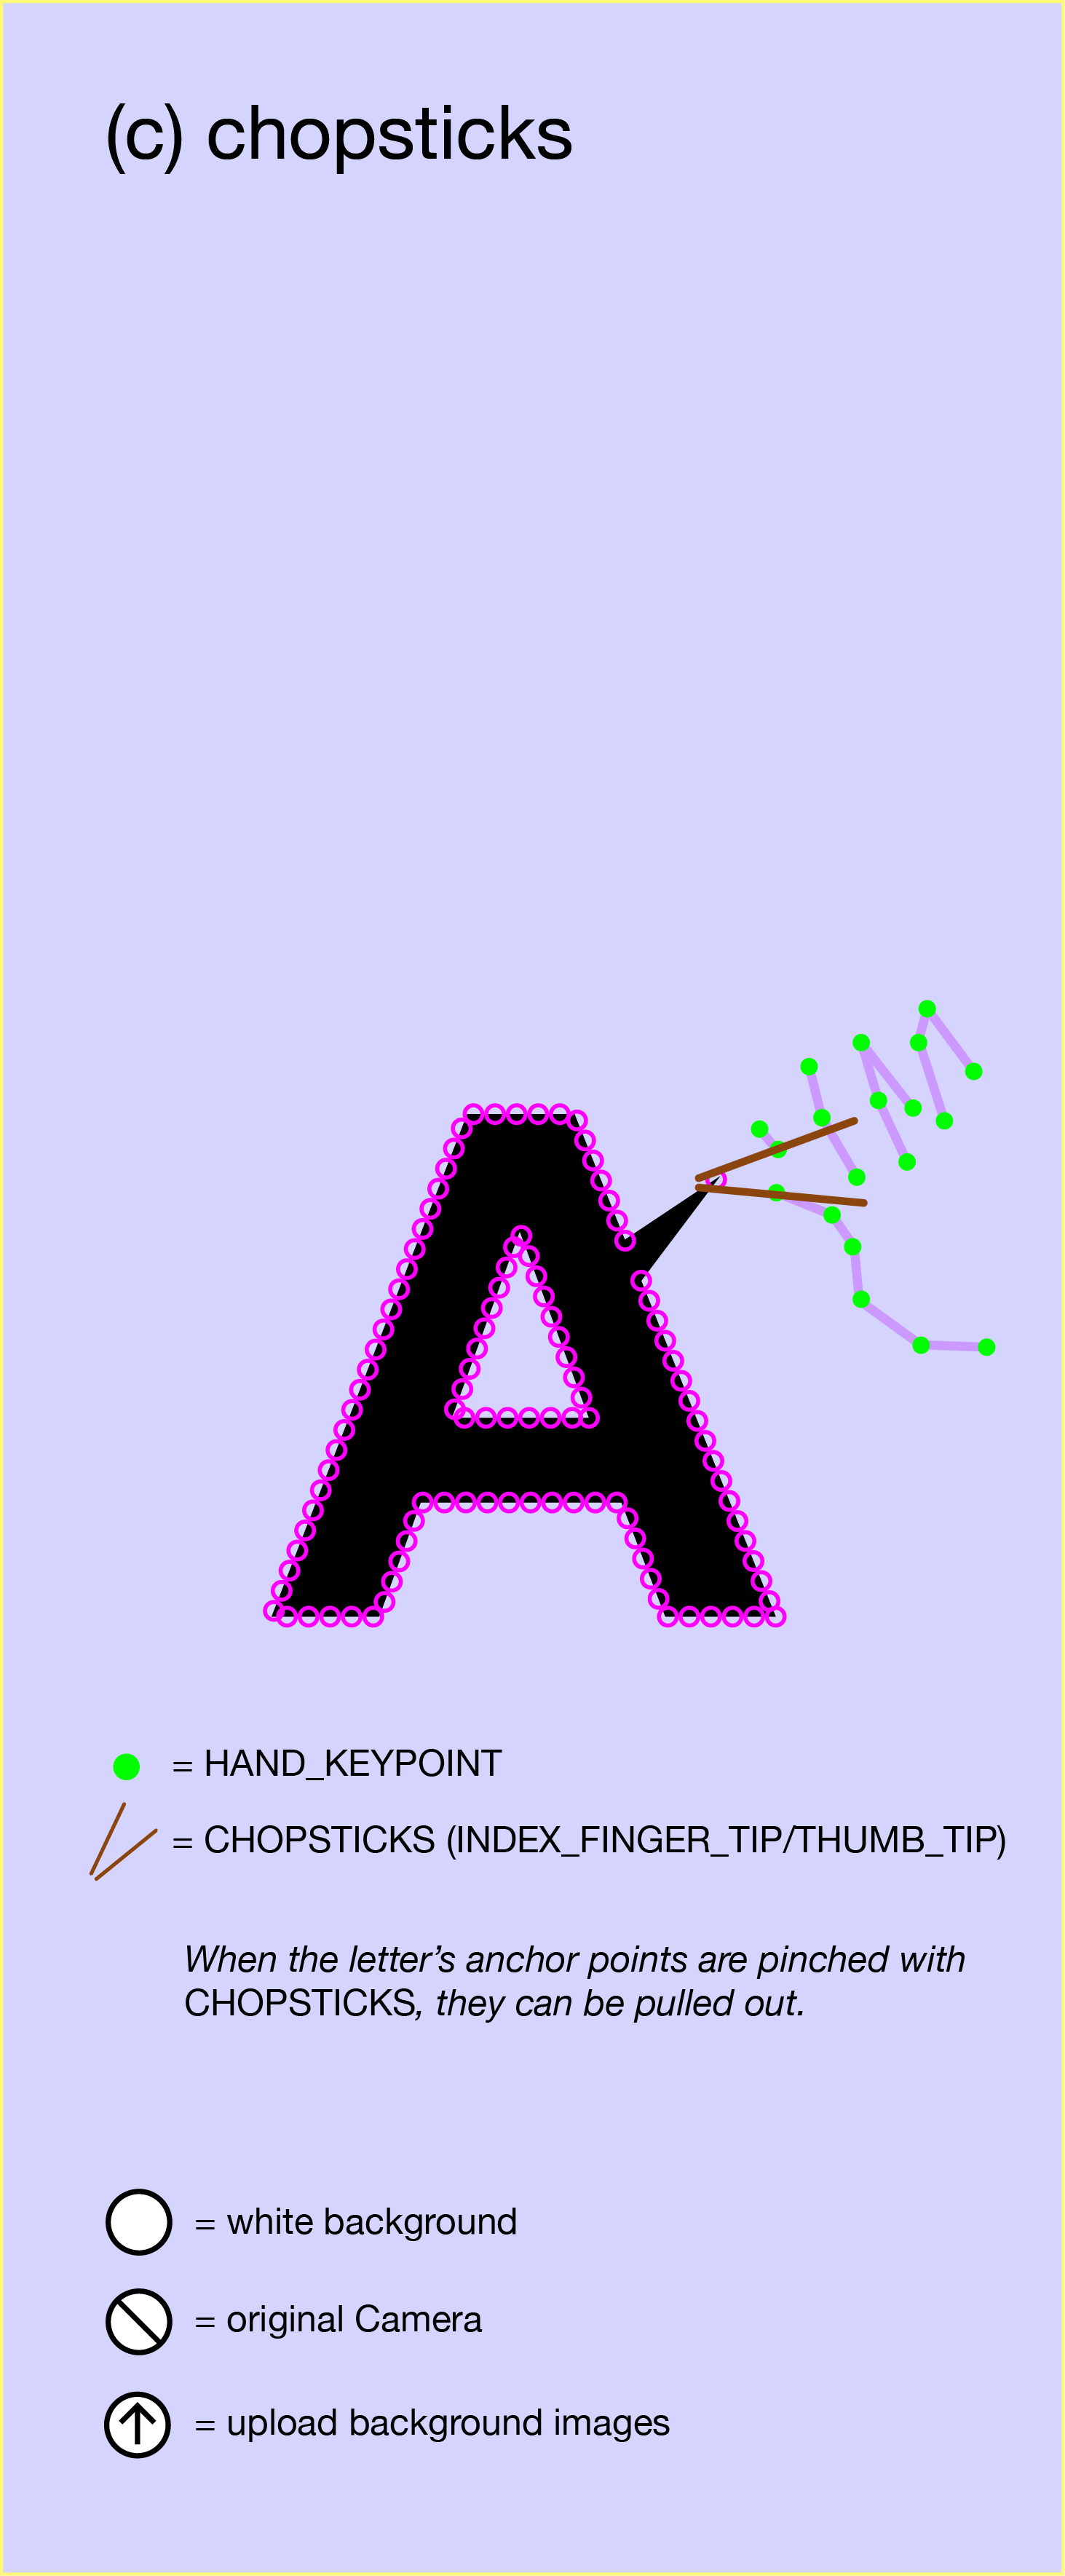 (c) chopsticks
A
= HAND_KEYPOINT
= CHOPSTICKS (INDEX_FINGER_TIP/THUMB_TIP)
When the letter’s anchor points are pinched with
CHOPSTICKS, they can be pulled out.
= white background
= original Camera
= upload background images